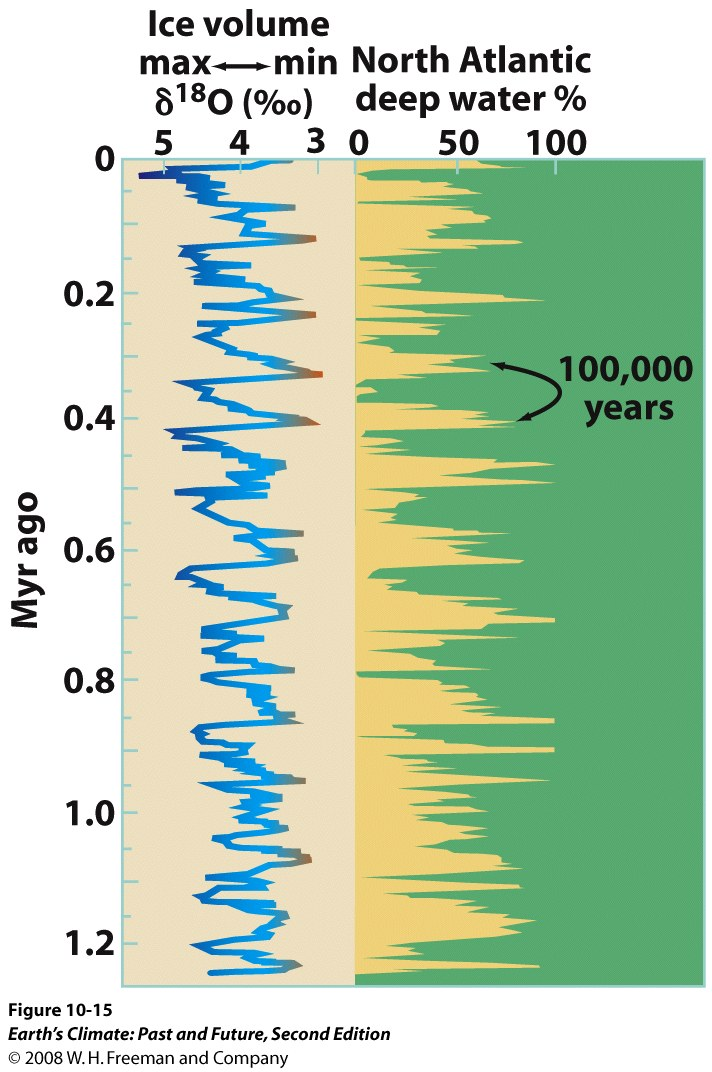 Ice volume
max↔min
δ¹⁸O (‰)
5 4 3
North Atlantic
deep water %
0 50 100
Myr ago
0
0.2
0.4
0.6
0.8
1.0
1.2
100,000
years
Figure 10-15
Earth's Climate: Past and Future, Second Edition
© 2008 W. H. Freeman and Company